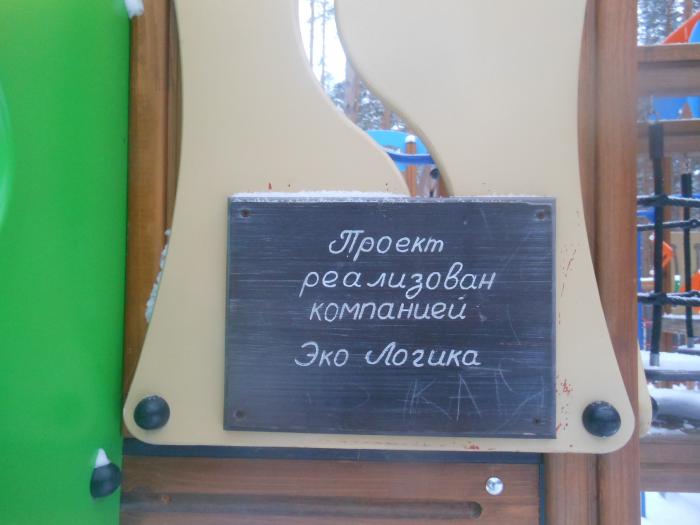 Проект
реализован
компанией
Эко Логика